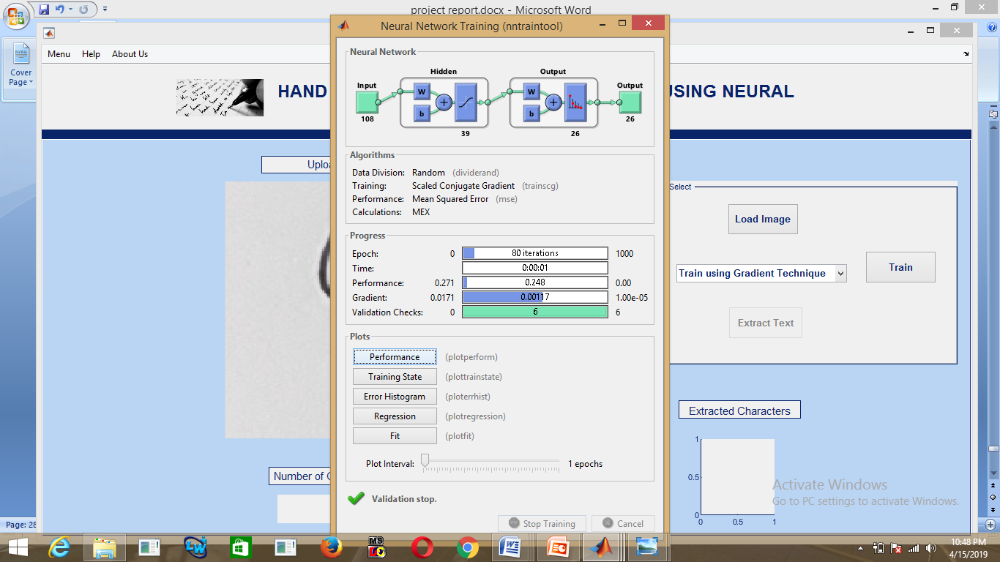 project report.docx - Microsoft Word
Neural Network Training (nntraintool)
Menu Help About Us
Cover
Page
HAND
USING NEURAL
Neural Network
Hidden
Output
Input
Output
W
b
+
W
b
+
108
26
39
26
Algorithms
Data Division: Random (dividerand)
Training: Scaled Conjugate Gradient (trainscg)
Performance: Mean Squared Error (mse)
Calculations: MEX
Progress
Epoch: 0 80 iterations 1000
Time: 0:00:01
Performance: 0.271 0.248 0.00
Gradient: 0.0171 0.00117 1.00e-05
Validation Checks: 0 6 6
Plots
Performance (plotperform)
Training State (plottrainstate)
Error Histogram (ploterrhist)
Regression (plotregression)
Fit (plotfit)
Plot Interval: 1 epochs
Validation stop.
Stop Training Cancel
Select
Load Image
Train using Gradient Technique
Train
Extract Text
Extracted Characters
1
0.5
0
0 0.5 1
Number of
Activate Windows
Go to PC settings to activate Windows.
Page: 28
MS
10:48 PM
4/15/2019